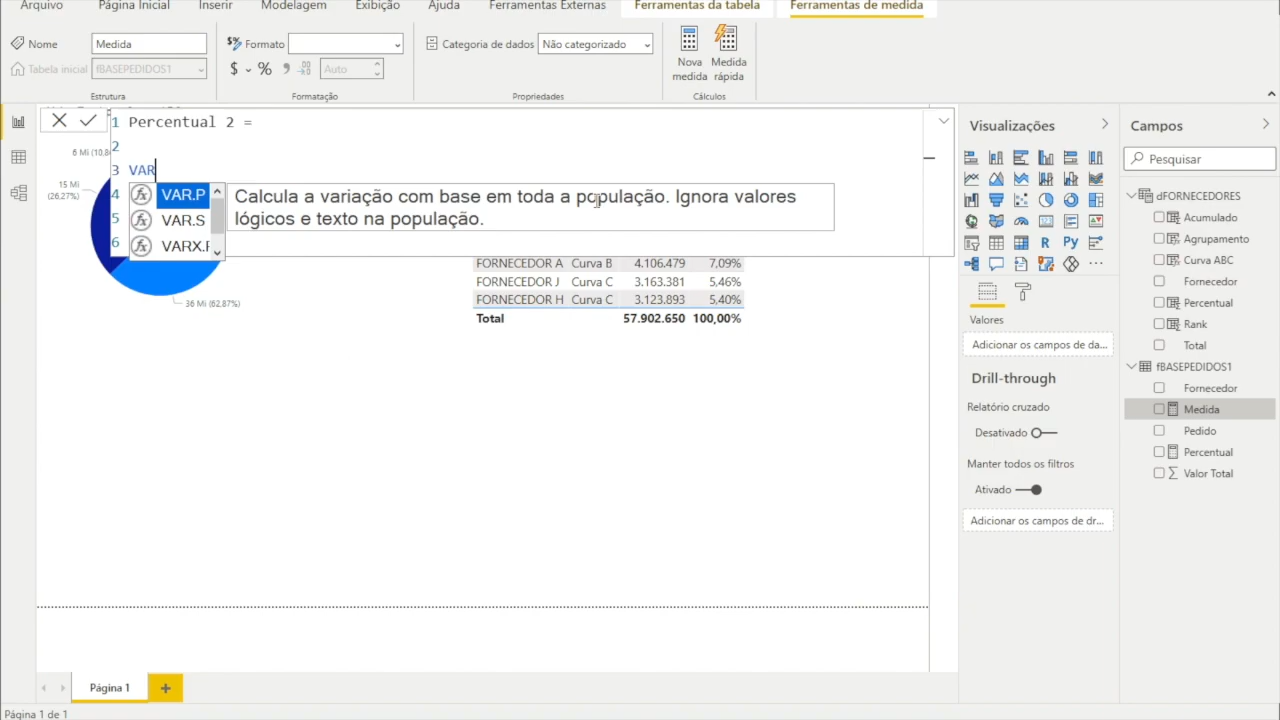 Arquivo Página Inicial Inserir Modelagem Exibição Ajuda Ferramentas Externas Ferramentas da tabela Ferramentas de medida
Nome Medida
Tabela inicial fBASEPEDIDOS1
Estrutura
Formato
$ % Auto
Formatação
Categoria de dados Não categorizado
Propriedades
Nova medida
Medida rápida
Cálculos
1 Percentual 2 =
2
3 VAR
4
5
6
VAR.P
VAR.S
Calcula a variação com base em toda a população. Ignora valores
lógicos e texto na população.
15 Mi
(26,27%)
36 Mi (62,87%)
FORNECEDOR A Curva B 4.106.479 7,09%
FORNECEDOR J Curva C 3.163.381 5,46%
FORNECEDOR H Curva C 3.123.893 5,40%
Total 57.902.650 100,00%
Visualizações
R Py
Valores
Adicionar os campos de da...
Drill-through
Relatório cruzado
Desativado
Manter todos os filtros
Ativado
Adicionar os campos de dr...
Campos
Pesquisar
dFORNECEDORES
Acumulado
Agrupamento
Curva ABC
Fornecedor
Percentual
Rank
Total
fBASEPEDIDOS1
Fornecedor
Medida
Pedido
Percentual
Valor Total
Página 1
Página 1 de 1